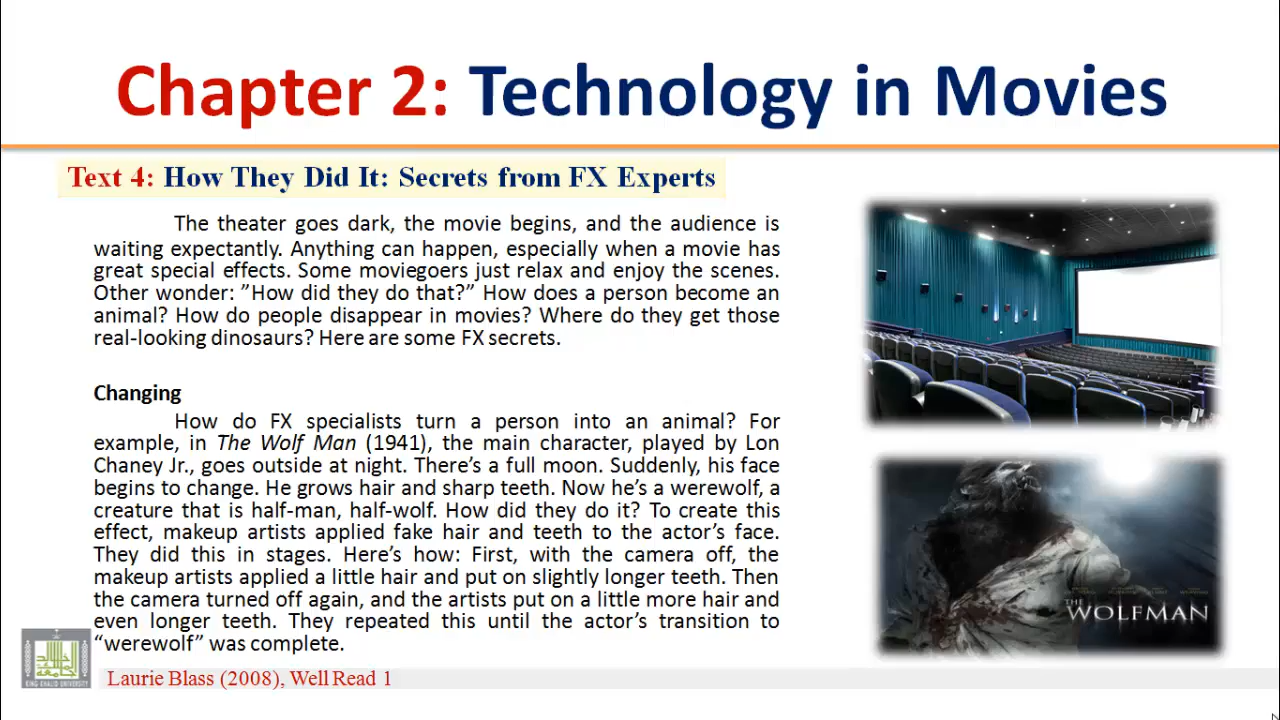 Chapter 2: Technology in Movies
Text 4: How They Did It: Secrets from FX Experts
The theater goes dark, the movie begins, and the audience is
waiting expectantly. Anything can happen, especially when a movie has
great special effects. Some moviegoers just relax and enjoy the scenes.
Other wonder: ”How did they do that?” How does a person become an
animal? How do people disappear in movies? Where do they get those
real-looking dinosaurs? Here are some FX secrets.
Changing
How do FX specialists turn a person into an animal? For
example, in The Wolf Man (1941), the main character, played by Lon
Chaney Jr., goes outside at night. There’s a full moon. Suddenly, his face
begins to change. He grows hair and sharp teeth. Now he’s a werewolf, a
creature that is half-man, half-wolf. How did they do it? To create this
effect, makeup artists applied fake hair and teeth to the actor’s face.
They did this in stages. Here’s how: First, with the camera off, the
makeup artists applied a little hair and put on slightly longer teeth. Then
the camera turned off again, and the artists put on a little more hair and
even longer teeth. They repeated this until the actor’s transition to
“werewolf” was complete.
THE
WOLFMAN
KING KHALID UNIVERSITY
Laurie Blass (2008), Well Read 1